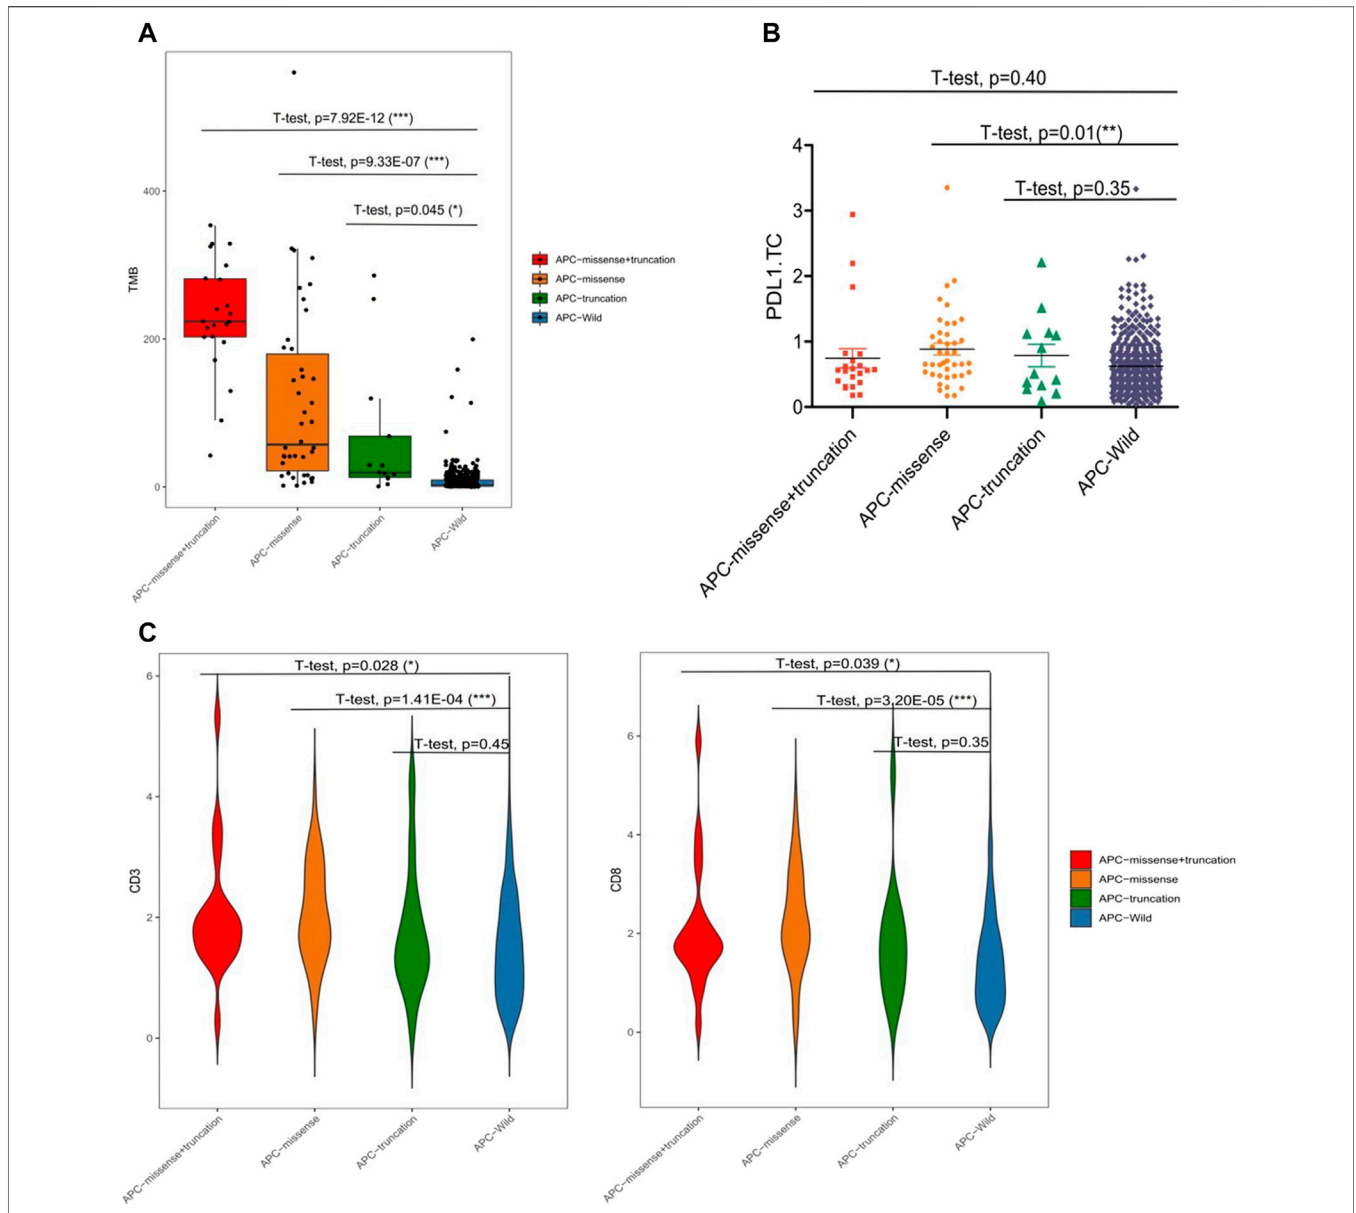 A
T-test, p=7.92E-12 (***)
T-test, p=9.33E-07 (***)
T-test, p=0.045 (*)
TMB
400
200
0
APC−missense+truncation
APC−missense
APC−truncation
APC−Wild
APC−missense+truncation
APC−missense
APC−truncation
APC−Wild
B
T-test, p=0.40
T-test, p=0.01(**)
T-test, p=0.35
PDL1.TC
4
3
2
1
0
APC-missense+truncation
APC-missense
APC-truncation
APC-Wild
C
T-test, p=0.028 (*)
T-test, p=1.41E-04 (***)
T-test, p=0.45
CD3
6
4
2
0
APC−missense+truncation
APC−missense
APC−truncation
APC−Wild
T-test, p=0.039 (*)
T-test, p=3.20E-05 (***)
T-test, p=0.35
CD8
6
4
2
0
APC−missense+truncation
APC−missense
APC−truncation
APC−Wild
APC−missense+truncation
APC−missense
APC−truncation
APC−Wild